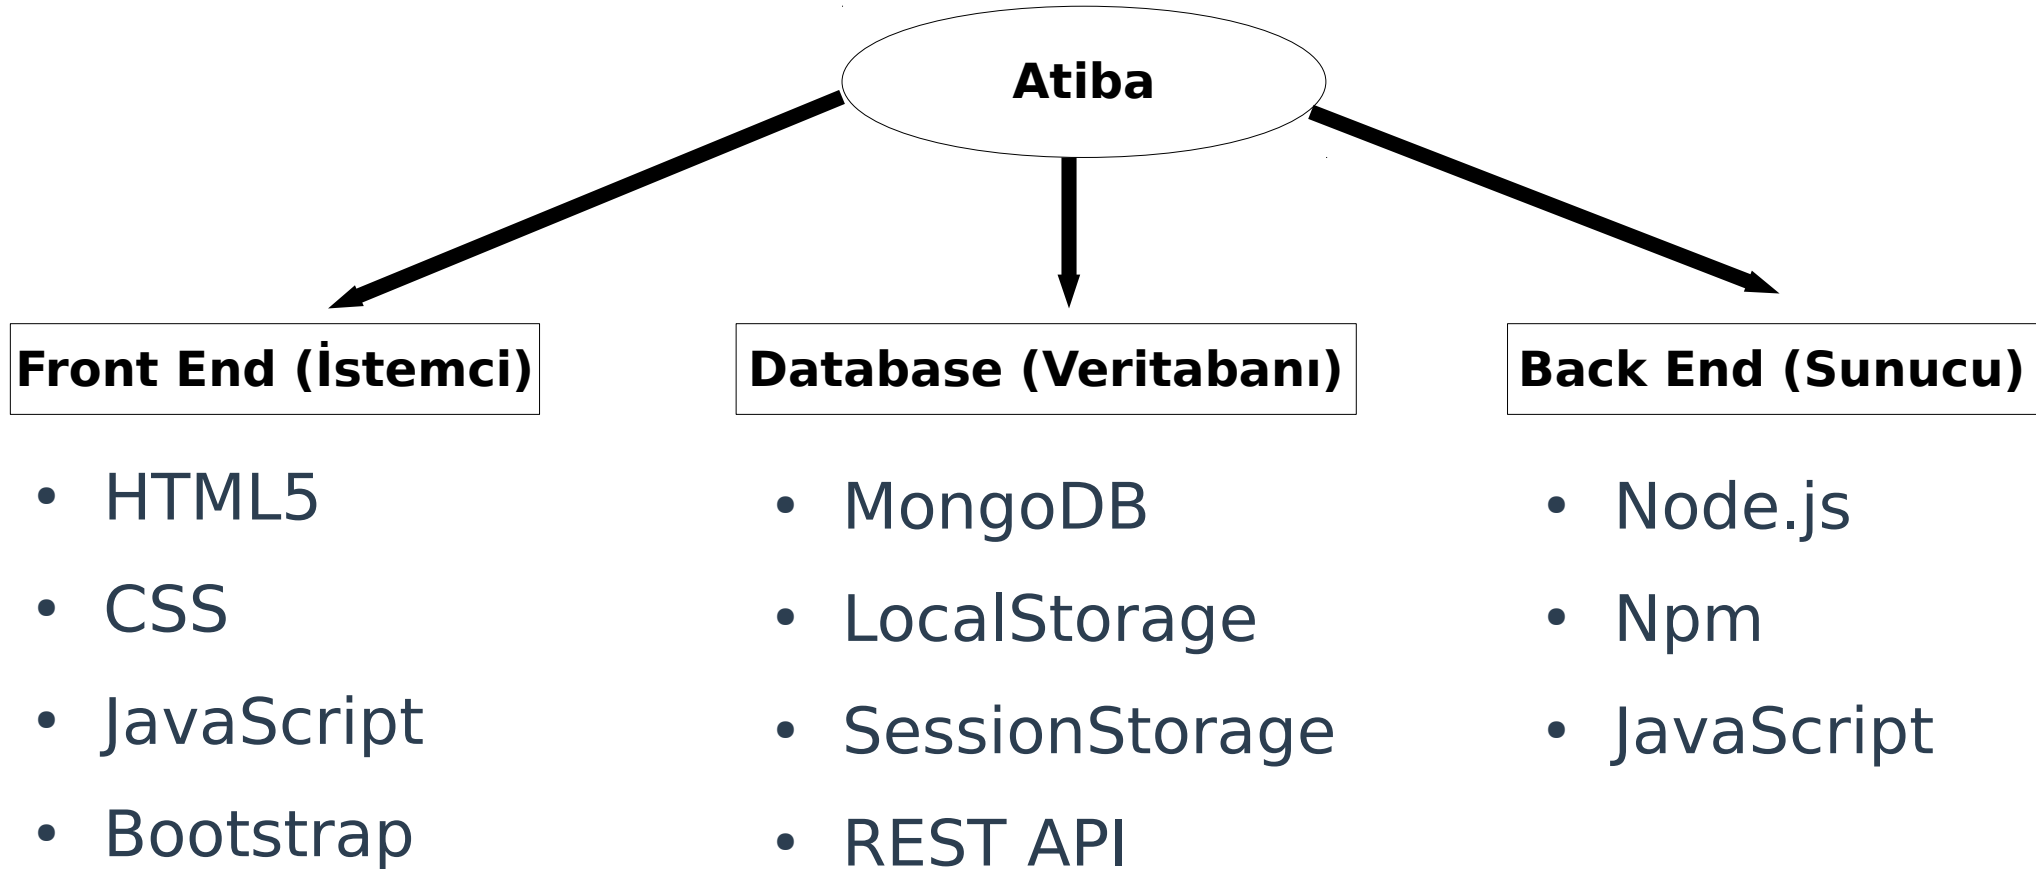 Atiba
Front End (İstemci)
Database (Veritabanı)
Back End (Sunucu)
• HTML5
• CSS
• JavaScript
• Bootstrap
• MongoDB
• LocalStorage
• SessionStorage
• REST API
• Node.js
• Npm
• JavaScript